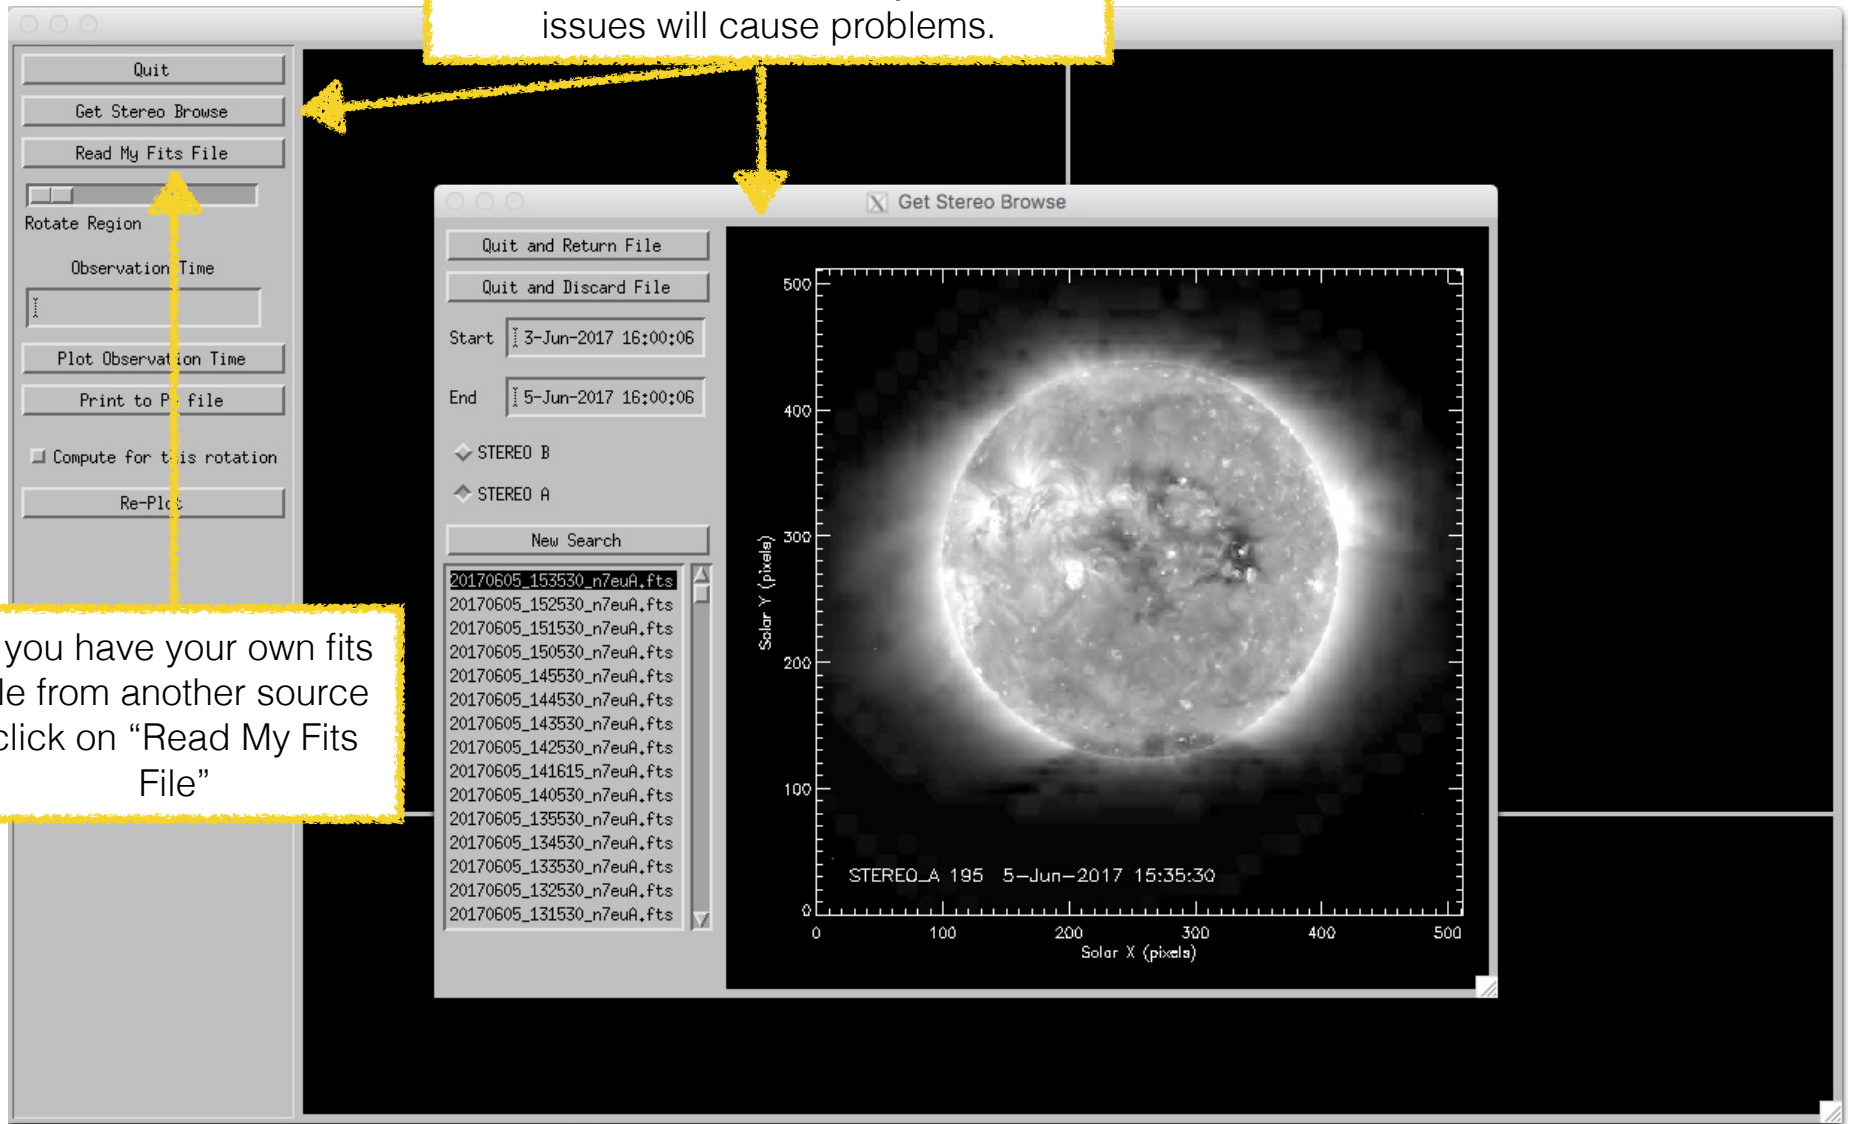 issues will cause problems.
Quit
Get Stereo Browse
Read My Fits File
Rotate Region
Observation Time
Plot Observation Time
Print to file
Compute for this rotation
Re-Plot
you have your own fits
from another source
click on “Read My Fits
File”
X Get Stereo Browse
Quit and Return File
Quit and Discard File
Start 3-Jun-2017 16:00:06
End 5-Jun-2017 16:00:06
STEREO B
STEREO A
New Search
20170605_153530_n7euA.fts
20170605_152530_n7euA.fts
20170605_151530_n7euA.fts
20170605_150530_n7euA.fts
20170605_145530_n7euA.fts
20170605_144530_n7euA.fts
20170605_143530_n7euA.fts
20170605_142530_n7euA.fts
20170605_141615_n7euA.fts
20170605_140530_n7euA.fts
20170605_135530_n7euA.fts
20170605_134530_n7euA.fts
20170605_133530_n7euA.fts
20170605_132530_n7euA.fts
20170605_131530_n7euA.fts
500
400
300
200
100
0
Solar Y (pixels)
STEREO_A 195 5-Jun-2017 15:35:30
0 100 200 300 400 500
Solar X (pixels)